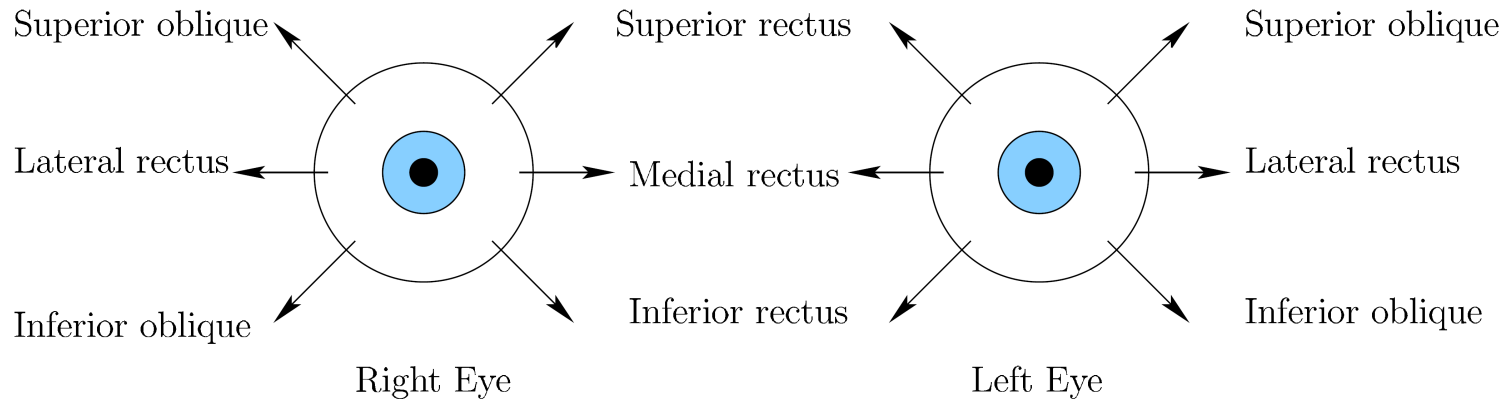 Superior oblique
Superior rectus
Superior oblique
Lateral rectus
Medial rectus
Lateral rectus
Inferior oblique
Inferior rectus
Inferior oblique
Right Eye
Left Eye